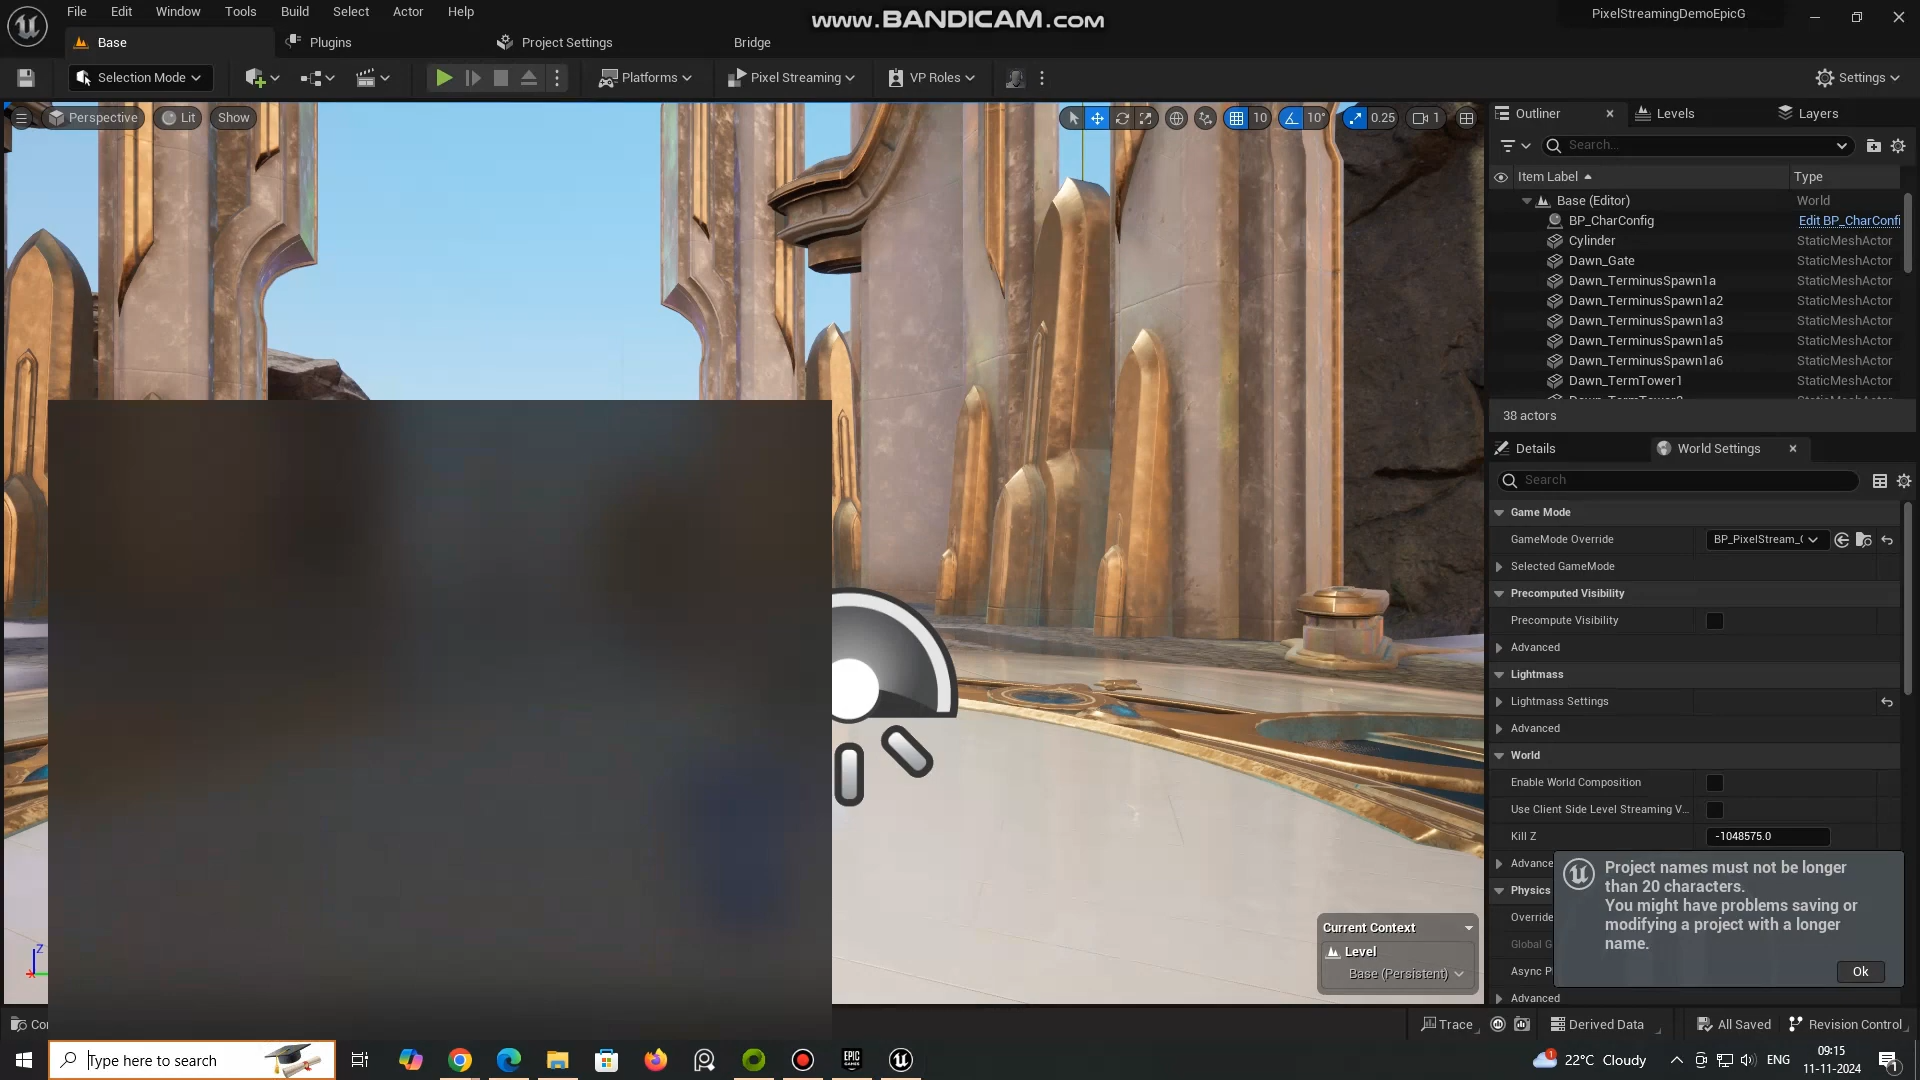 File Edit Window Tools Build Select Actor Help
www.BANDICAM.com
PixelStreamingDemoEpicG
Base
Plugins
Project Settings
Bridge
Selection Mode
Platforms
Pixel Streaming
VP Roles
Settings
Perspective
Lit
Show
10
10°
0.25
1
Outliner
Levels
Layers
Search...
Item Label
Type
Base (Editor)
World
BP_CharConfig
Edit BP_CharConfi
Cylinder
StaticMeshActor
Dawn_Gate
StaticMeshActor
Dawn_TerminusSpawn1a
StaticMeshActor
Dawn_TerminusSpawn1a2
StaticMeshActor
Dawn_TerminusSpawn1a3
StaticMeshActor
Dawn_TerminusSpawn1a5
StaticMeshActor
Dawn_TerminusSpawn1a6
StaticMeshActor
Dawn_TermTower1
StaticMeshActor
38 actors
Details
World Settings
Search
Game Mode
GameMode Override
BP_PixelStream_(
Selected GameMode
Precomputed Visibility
Precompute Visibility
Advanced
Lightmass
Lightmass Settings
Advanced
World
Enable World Composition
Use Client Side Level Streaming V...
Kill Z
-1048575.0
Advance
Physics
Override
Global G
Async P
Advanced
Project names must not be longer
than 20 characters.
You might have problems saving or
modifying a project with a longer
name.
Ok
Current Context
Level
Base (Persistent)
Z
x
Co
Trace
Derived Data
All Saved
Revision Control
Type here to search
EPIC
GAMES
1
22°C Cloudy
ENG
09:15
11-11-2024
1